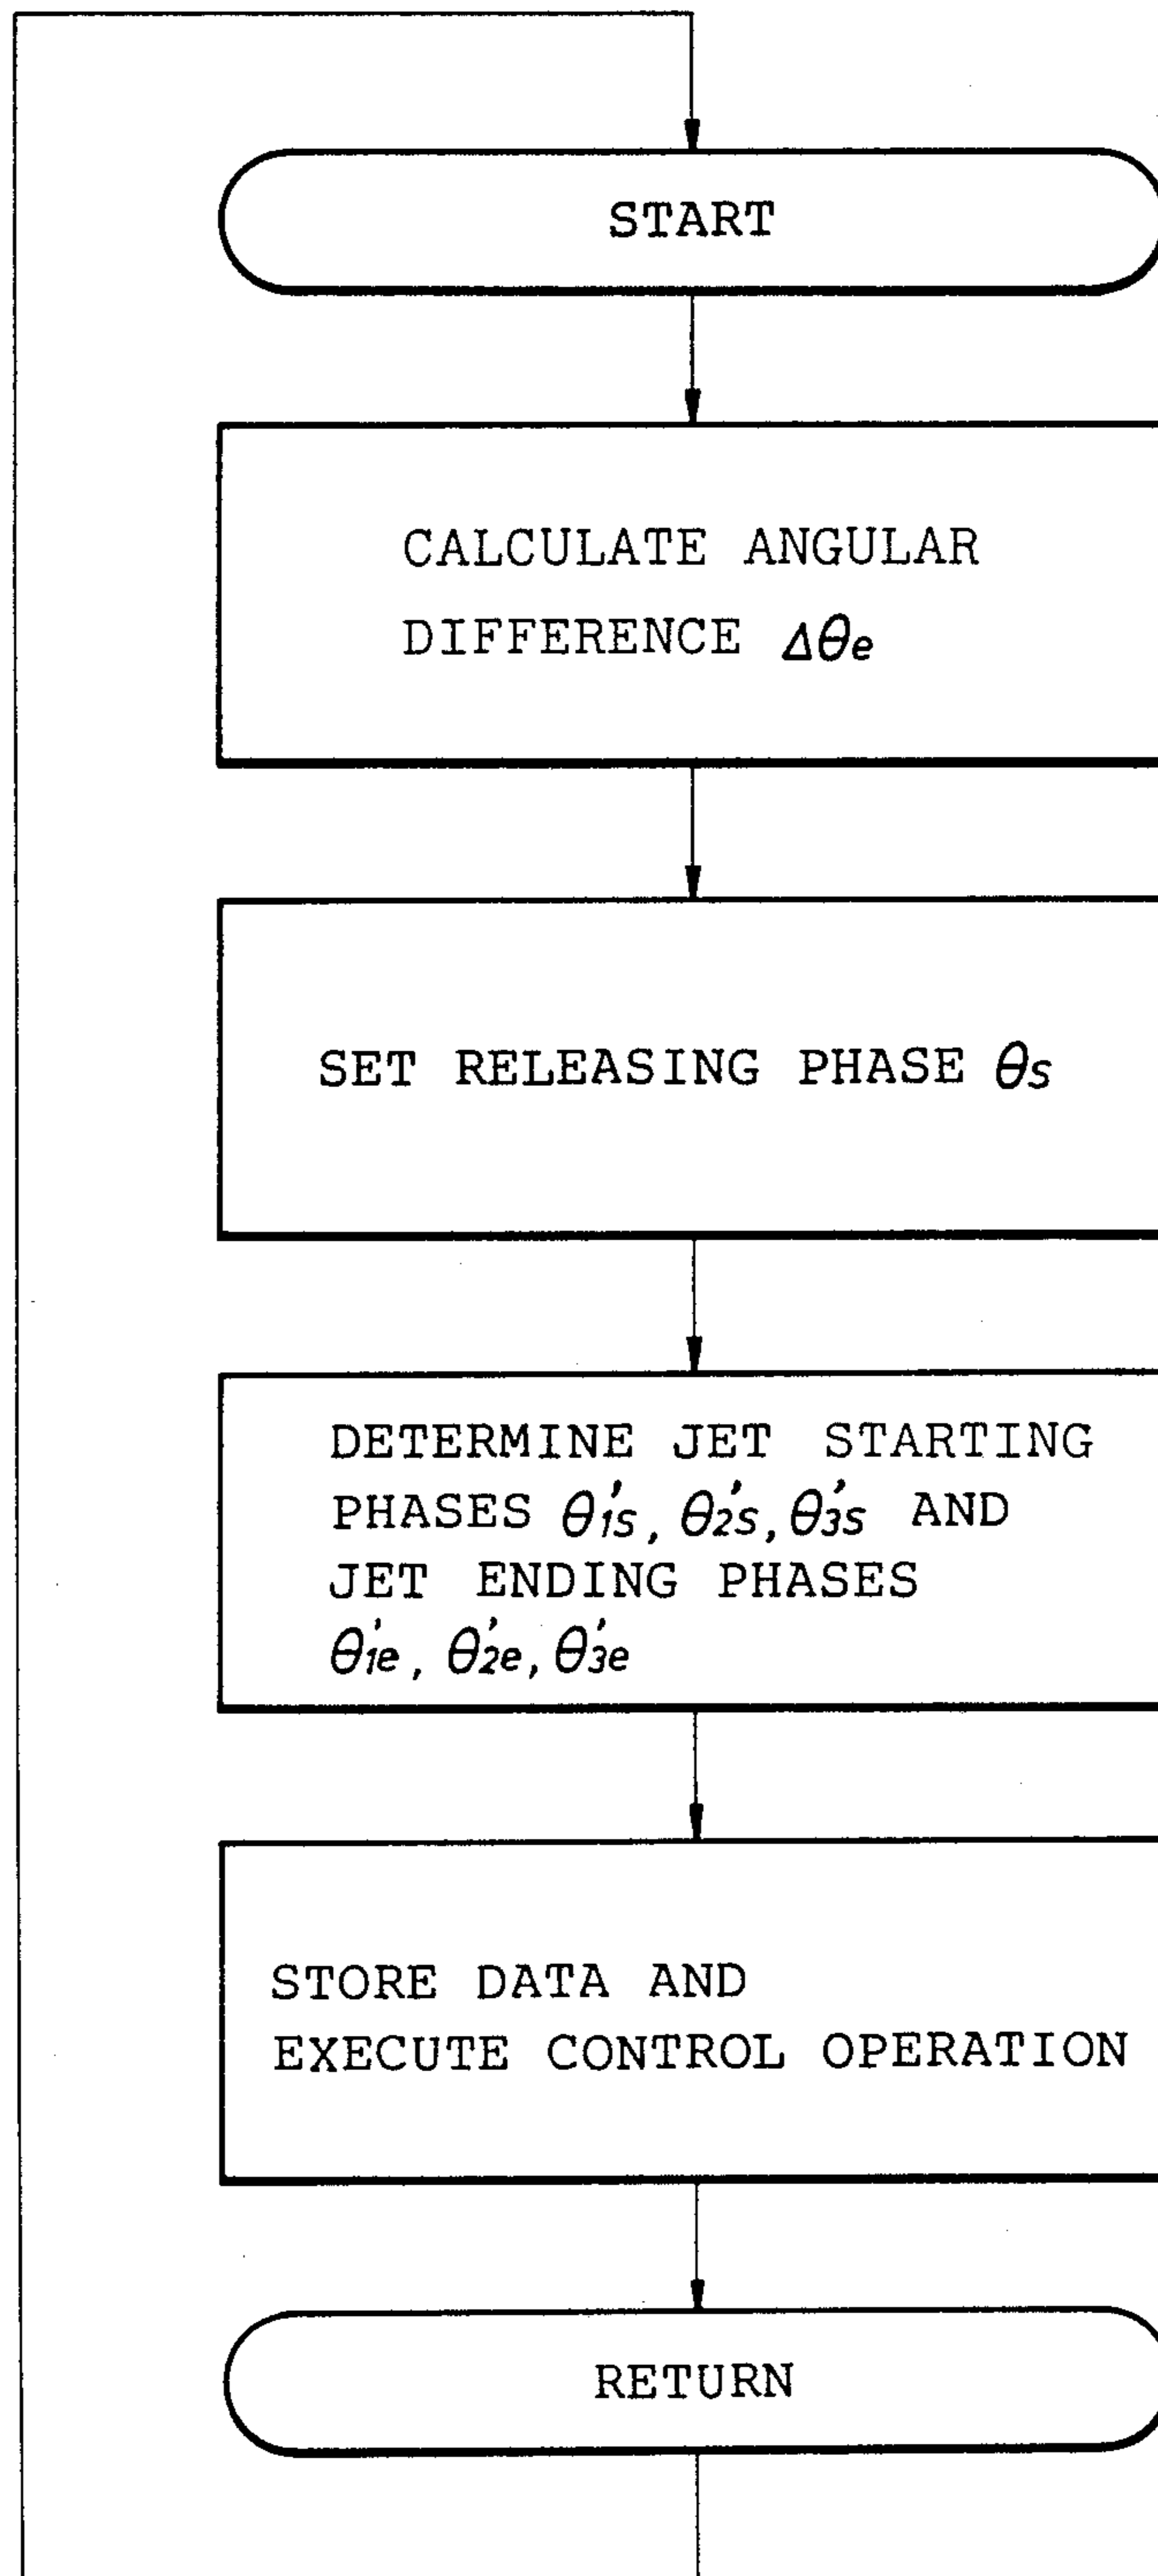 START
CALCULATE ANGULAR
DIFFERENCE Δθe
SET RELEASING PHASE θs
DETERMINE JET STARTING
PHASES θ'1s, θ'2s, θ'3s AND
JET ENDING PHASES
θ'1e, θ'2e, θ'3e
STORE DATA AND
EXECUTE CONTROL OPERATION
RETURN